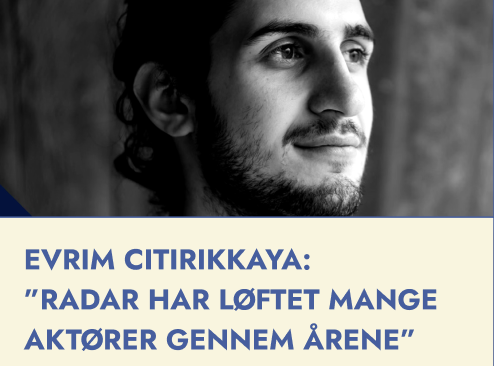 EVRIM CITIRIKKAYA:
”RADAR HAR LØFTET MANGE
AKTØRER GENNEM ÅRENE”